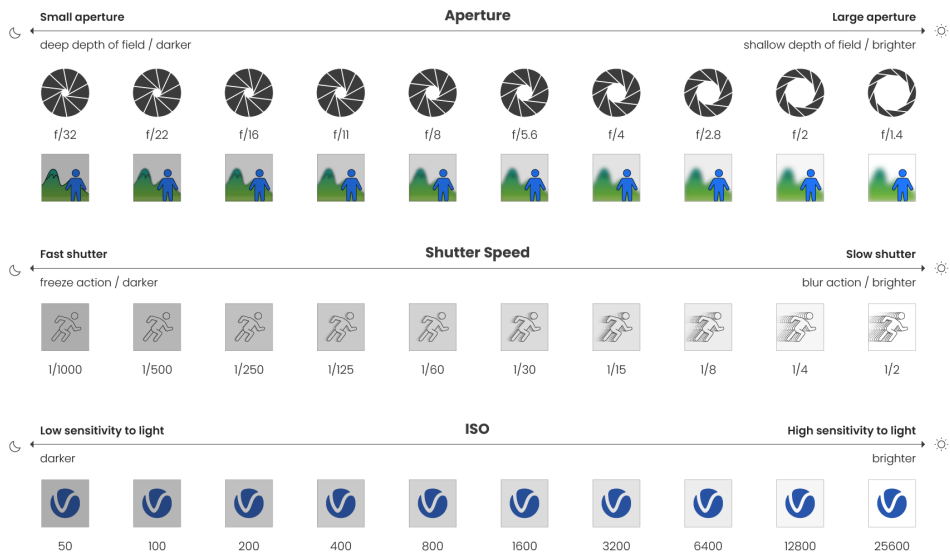 Aperture
Small aperture Large aperture
deep depth of field / darker shallow depth of field / brighter
f/32 f/22 f/16 f/11 f/8 f/5.6 f/4 f/2.8 f/2 f/1.4
Shutter Speed
Fast shutter Slow shutter
freeze action / darker blur action / brighter
1/1000 1/500 1/250 1/125 1/60 1/30 1/15 1/8 1/4 1/2
ISO
Low sensitivity to light High sensitivity to light
darker brighter
50 100 200 400 800 1600 3200 6400 12800 25600